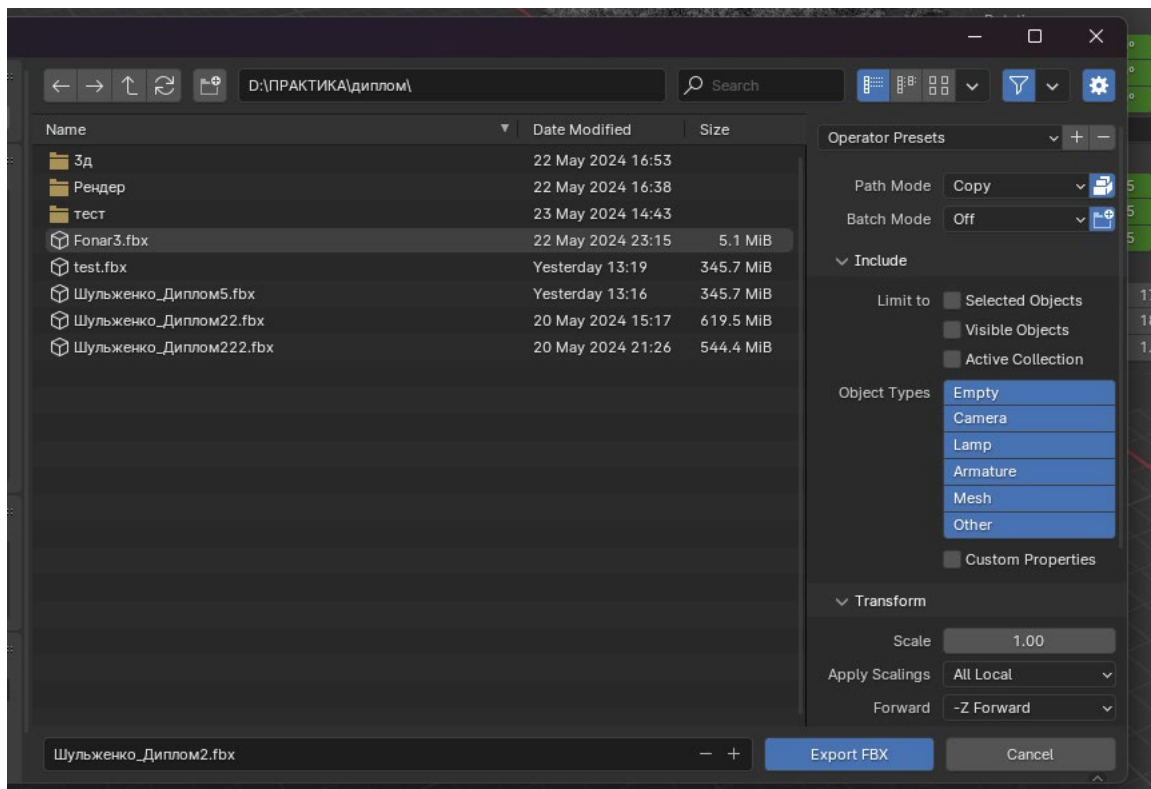 D:\ПРАКТИКА\диплом\
Search
Name Date Modified Size
3д 22 May 2024 16:53
Рендер 22 May 2024 16:38
тест 23 May 2024 14:43
Fonar3.fbx 22 May 2024 23:15 5.1 MiB
test.fbx Yesterday 13:19 345.7 MiB
Шульженко_Диплом5.fbx Yesterday 13:16 345.7 MiB
Шульженко_Диплом22.fbx 20 May 2024 15:17 619.5 MiB
Шульженко_Диплом222.fbx 20 May 2024 21:26 544.4 MiB
Operator Presets
Path Mode Copy
Batch Mode Off
Include
Limit to Selected Objects
Visible Objects
Active Collection
Object Types Empty
Camera
Lamp
Armature
Mesh
Other
Custom Properties
Transform
Scale 1.00
Apply Scalings All Local
Forward -Z Forward
Шульженко_Диплом2.fbx
Export FBX
Cancel